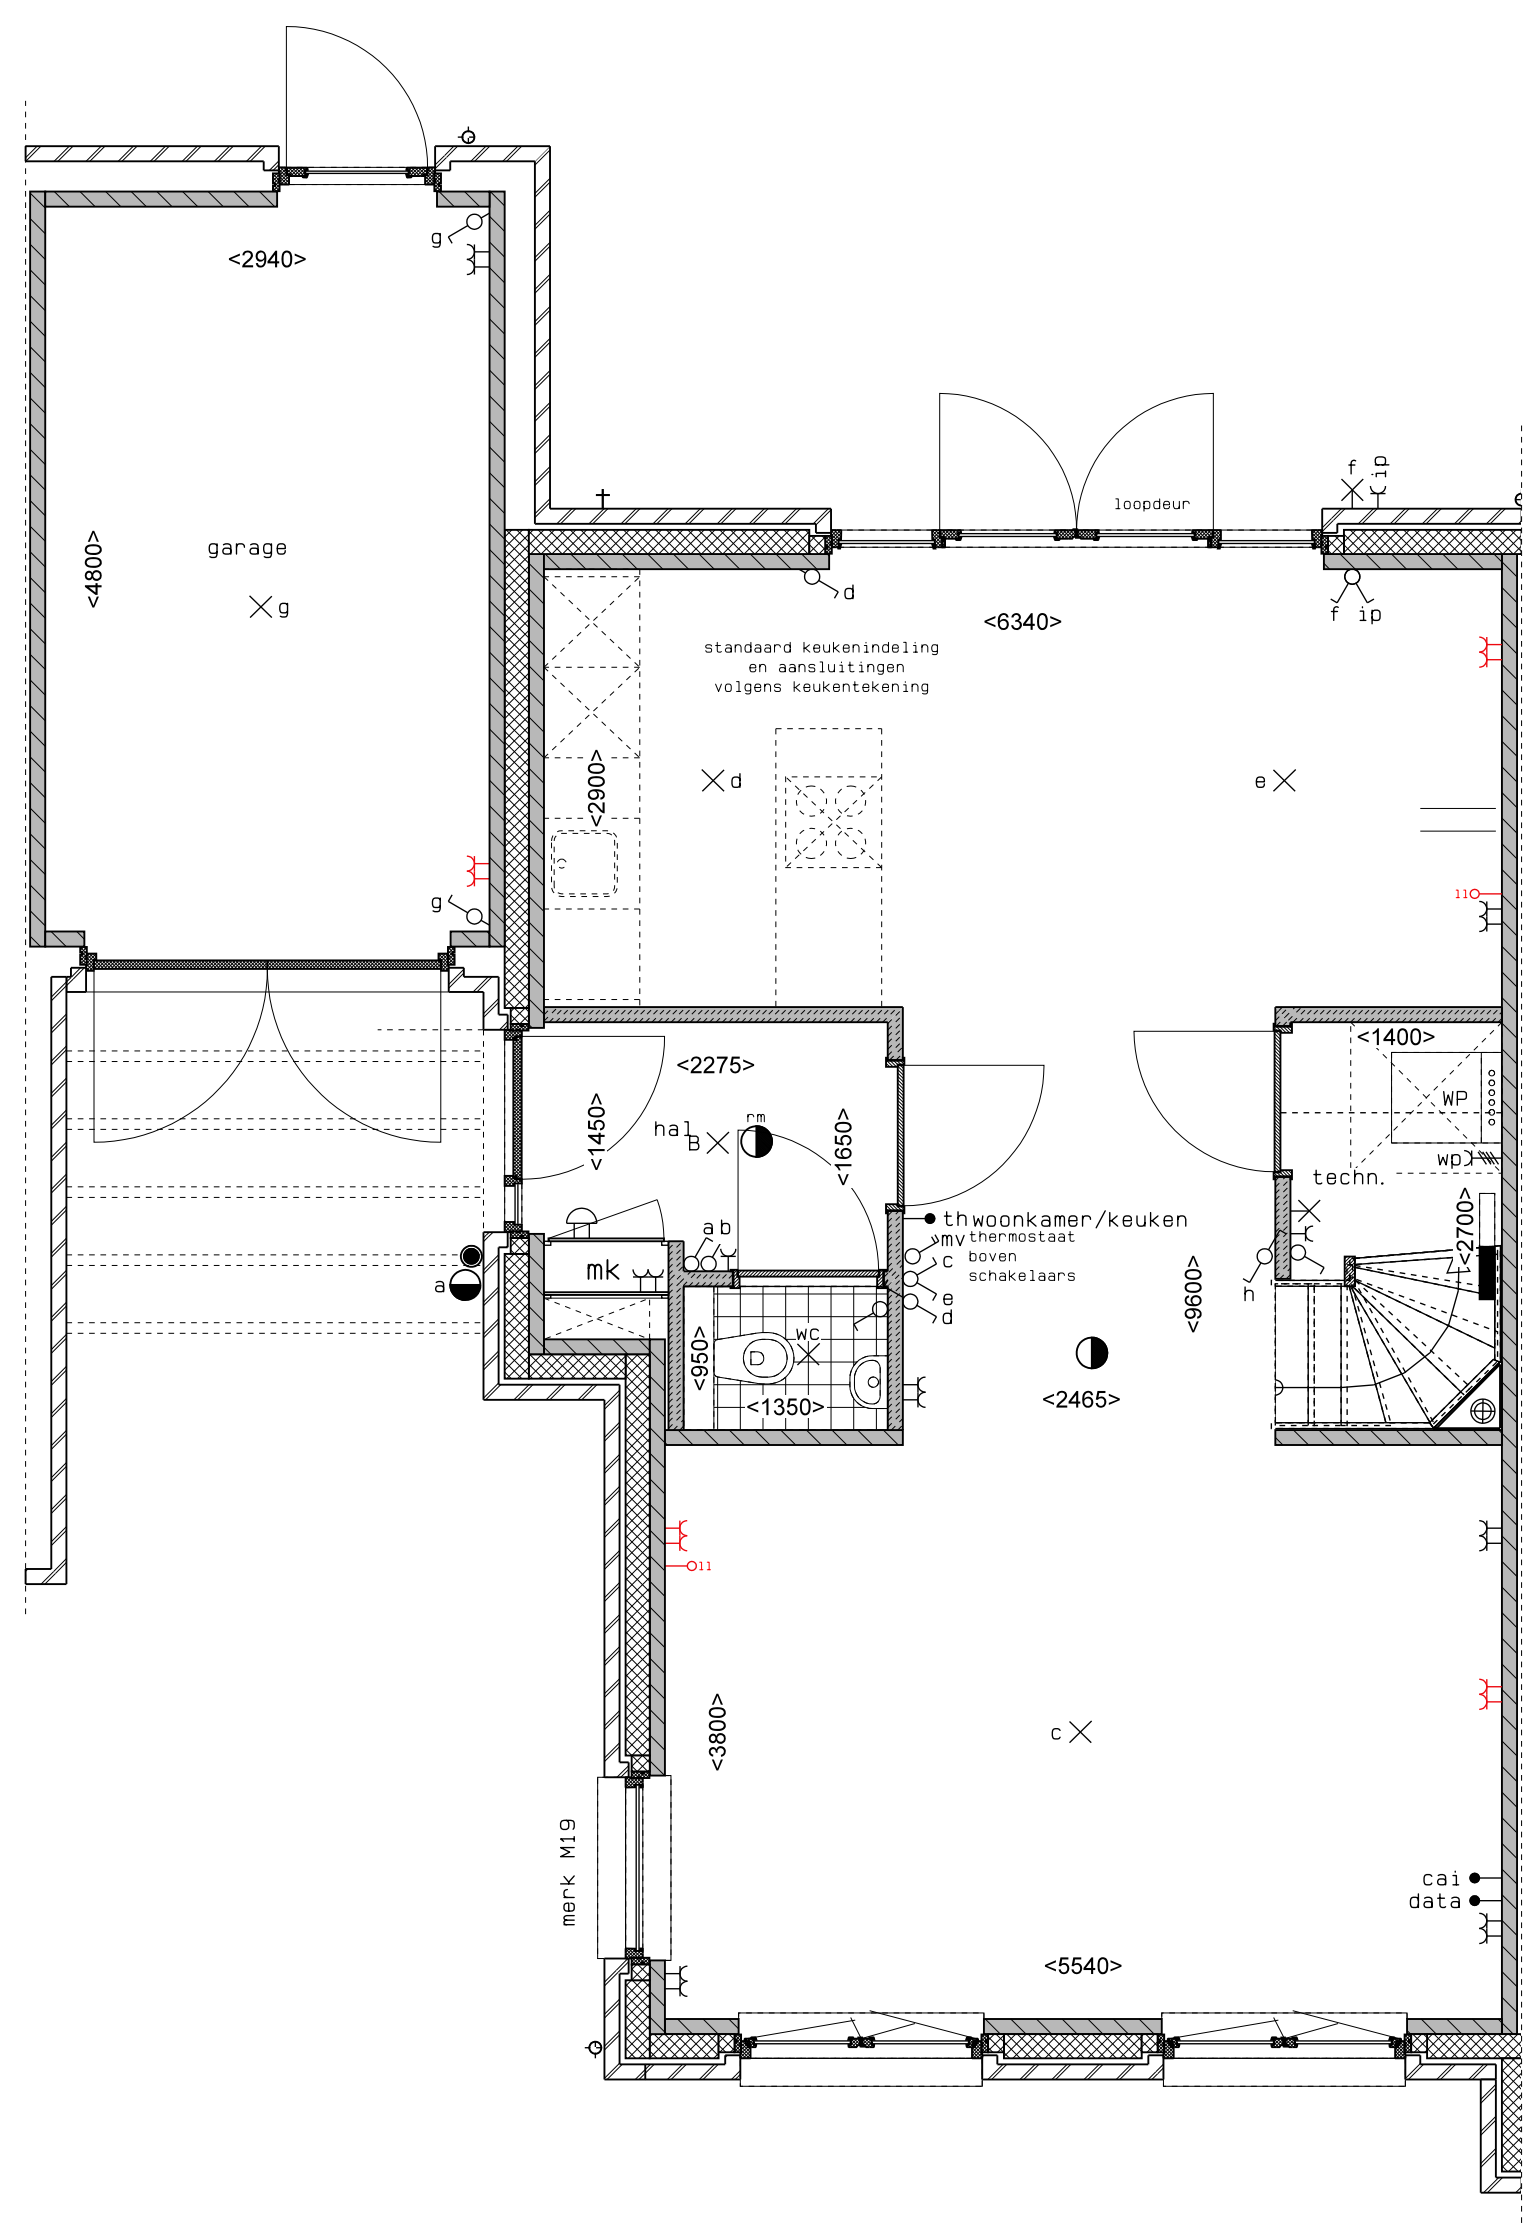 g
<2940>
f
ip
loopdeur
garage
<4800>
g
d
<6340>
f ip
standaard keukenindeling
en aansluitingen
volgens keukentekening
<2900>
d
e
g
11
<2275>
<1400>
WP
rm
hal
B
<1450>
<1650>
wp
techn.
a b
th woonkamer/keuken
mv thermostaat
c boven
schakelaars
e
d
<2700>
mk
a
h
<9600>
wc
<950>
<1350>
<2465>
11
<3800>
c
merk M19
cai
data
<5540>